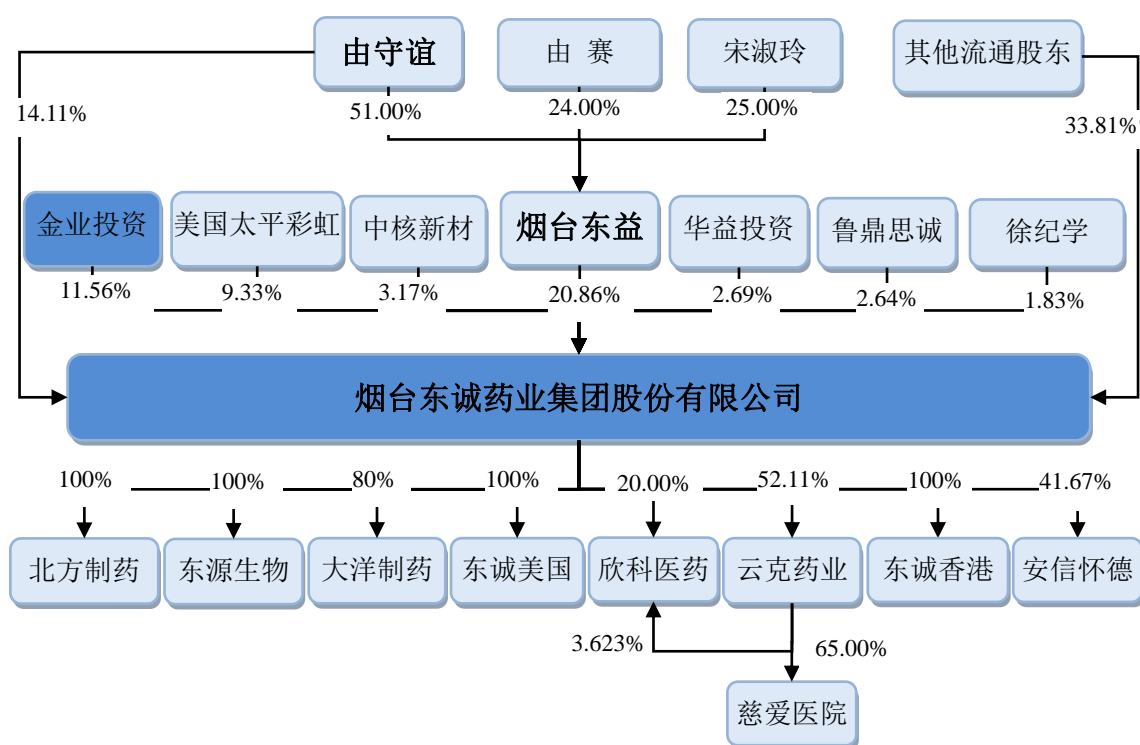 由守谊
由 赛
宋淑玲
其他流通股东
14.11%
51.00%
24.00%
25.00%
33.81%
金业投资
美国太平彩虹
中核新材
烟台东益
华益投资
鲁鼎思诚
徐纪学
11.56%
9.33%
3.17%
20.86%
2.69%
2.64%
1.83%
烟台东诚药业集团股份有限公司
100%
100%
80%
100%
20.00%
52.11%
100%
41.67%
北方制药
东源生物
大洋制药
东诚美国
欣科医药
云克药业
东诚香港
安信怀德
3.623%
65.00%
慈爱医院